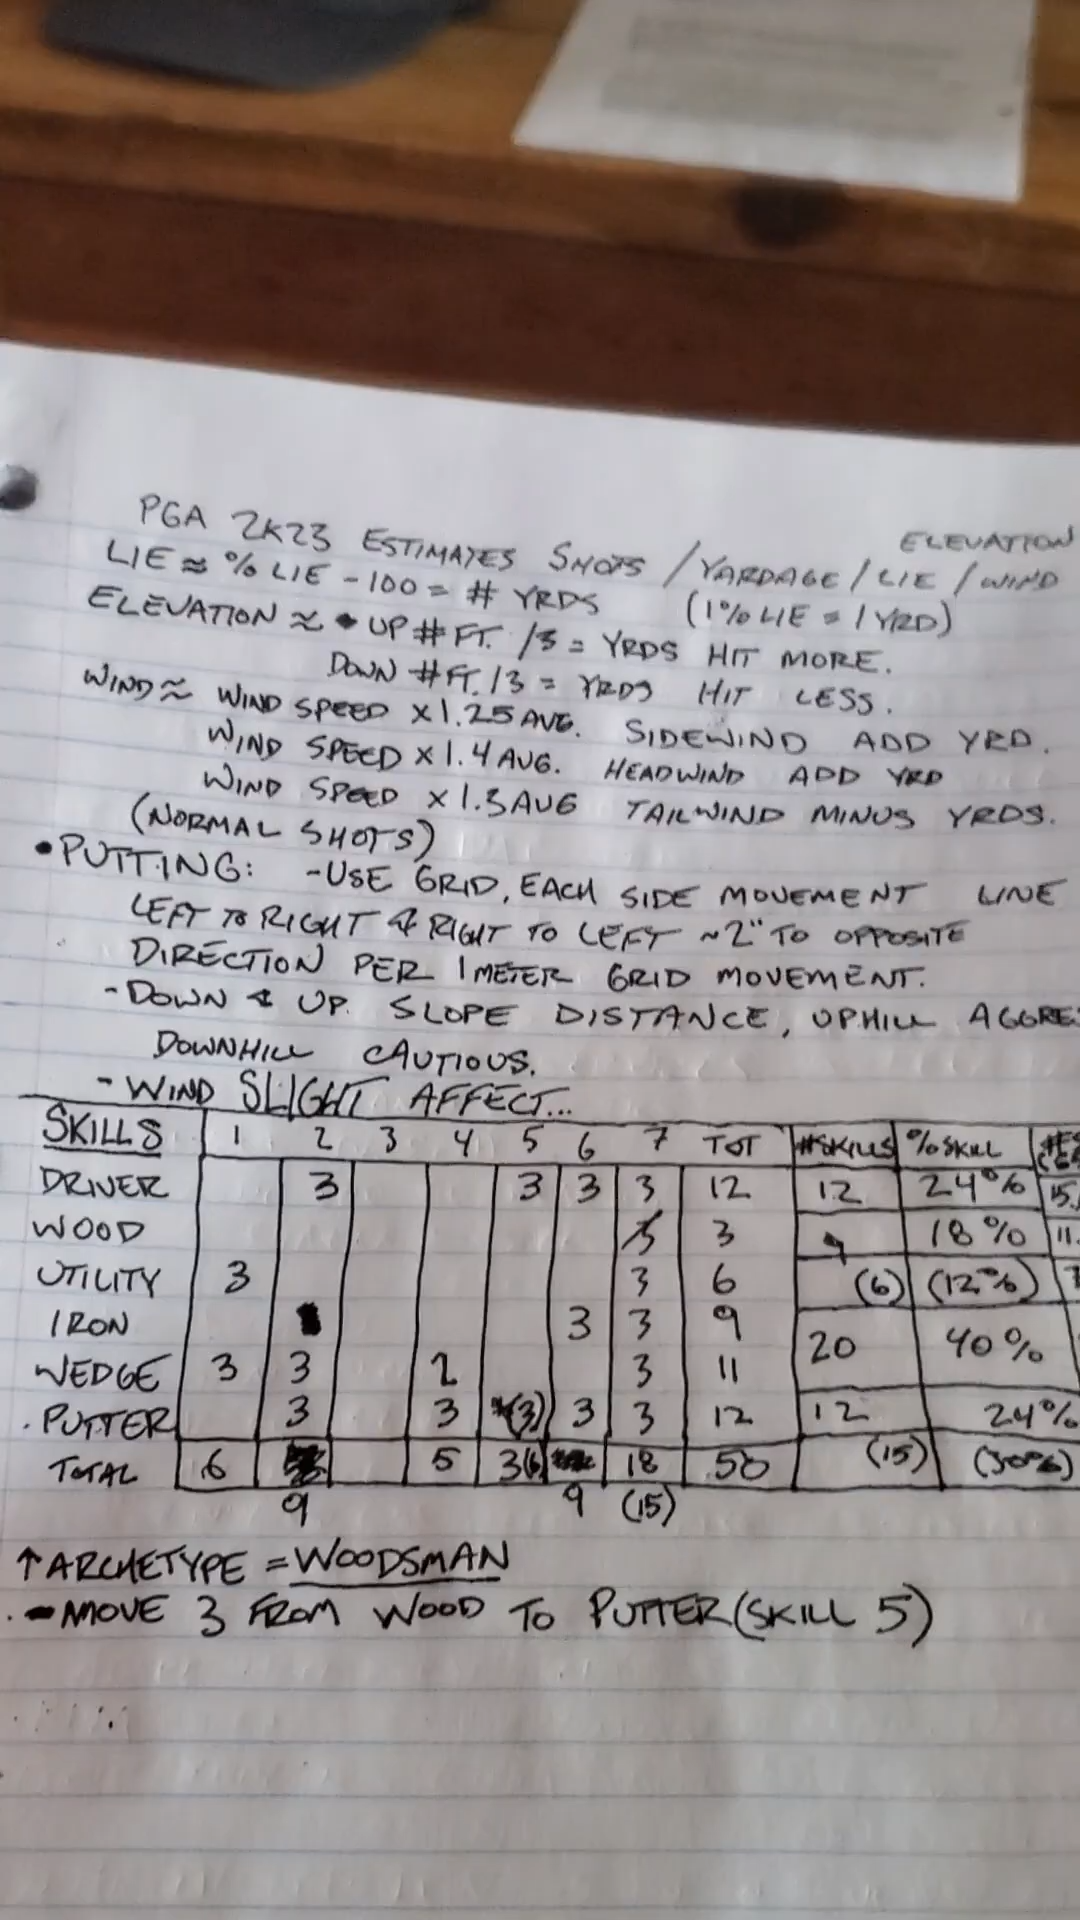 PGA 2K23 ESTIMATES SHOTS / YARDAGE / LIE / WIND ELEVATION
LIE ≈ % LIE - 100 = # YRDS (1% LIE = 1 YRD)
ELEVATION ≈ • UP # FT. /3 = YRDS HIT MORE.
DOWN # FT. /3 = YRDS HIT LESS.
WIND ≈ WIND SPEED X 1.25 AVG. SIDEWIND ADD YRD.
WIND SPEED X 1.4 AVG. HEADWIND ADD YRD
WIND SPEED X 1.3 AVG TAILWIND MINUS YRDS.
(NORMAL SHOTS)
• PUTTING: - USE GRID, EACH SIDE MOVEMENT LINE
LEFT TO RIGHT & RIGHT TO LEFT ~2" TO OPPOSITE
DIRECTION PER 1 METER GRID MOVEMENT.
- DOWN & UP. SLOPE DISTANCE, UPHILL AGGRE
DOWNHILL CAUTIOUS.
- WIND SLIGHT AFFECT...
SKILLS 1 2 3 4 5 6 7 TOT #SKILLS %SKILL
DRIVER 3 3 3 3 12 12 24% 15.
WOOD 3 3 18% 11.
UTILITY 3 3 6 (6) (12%)
IRON 3 3 9 20 40%
WEDGE 3 3 2 3 11
PUTTER 3 3 (3) 3 3 12 12 24%
TOTAL 6 5 3(6) 18 50 (15) (30%)
9 9 (15)
↑ ARCHETYPE = WOODSMAN
- MOVE 3 FROM WOOD TO PUTTER (SKILL 5)